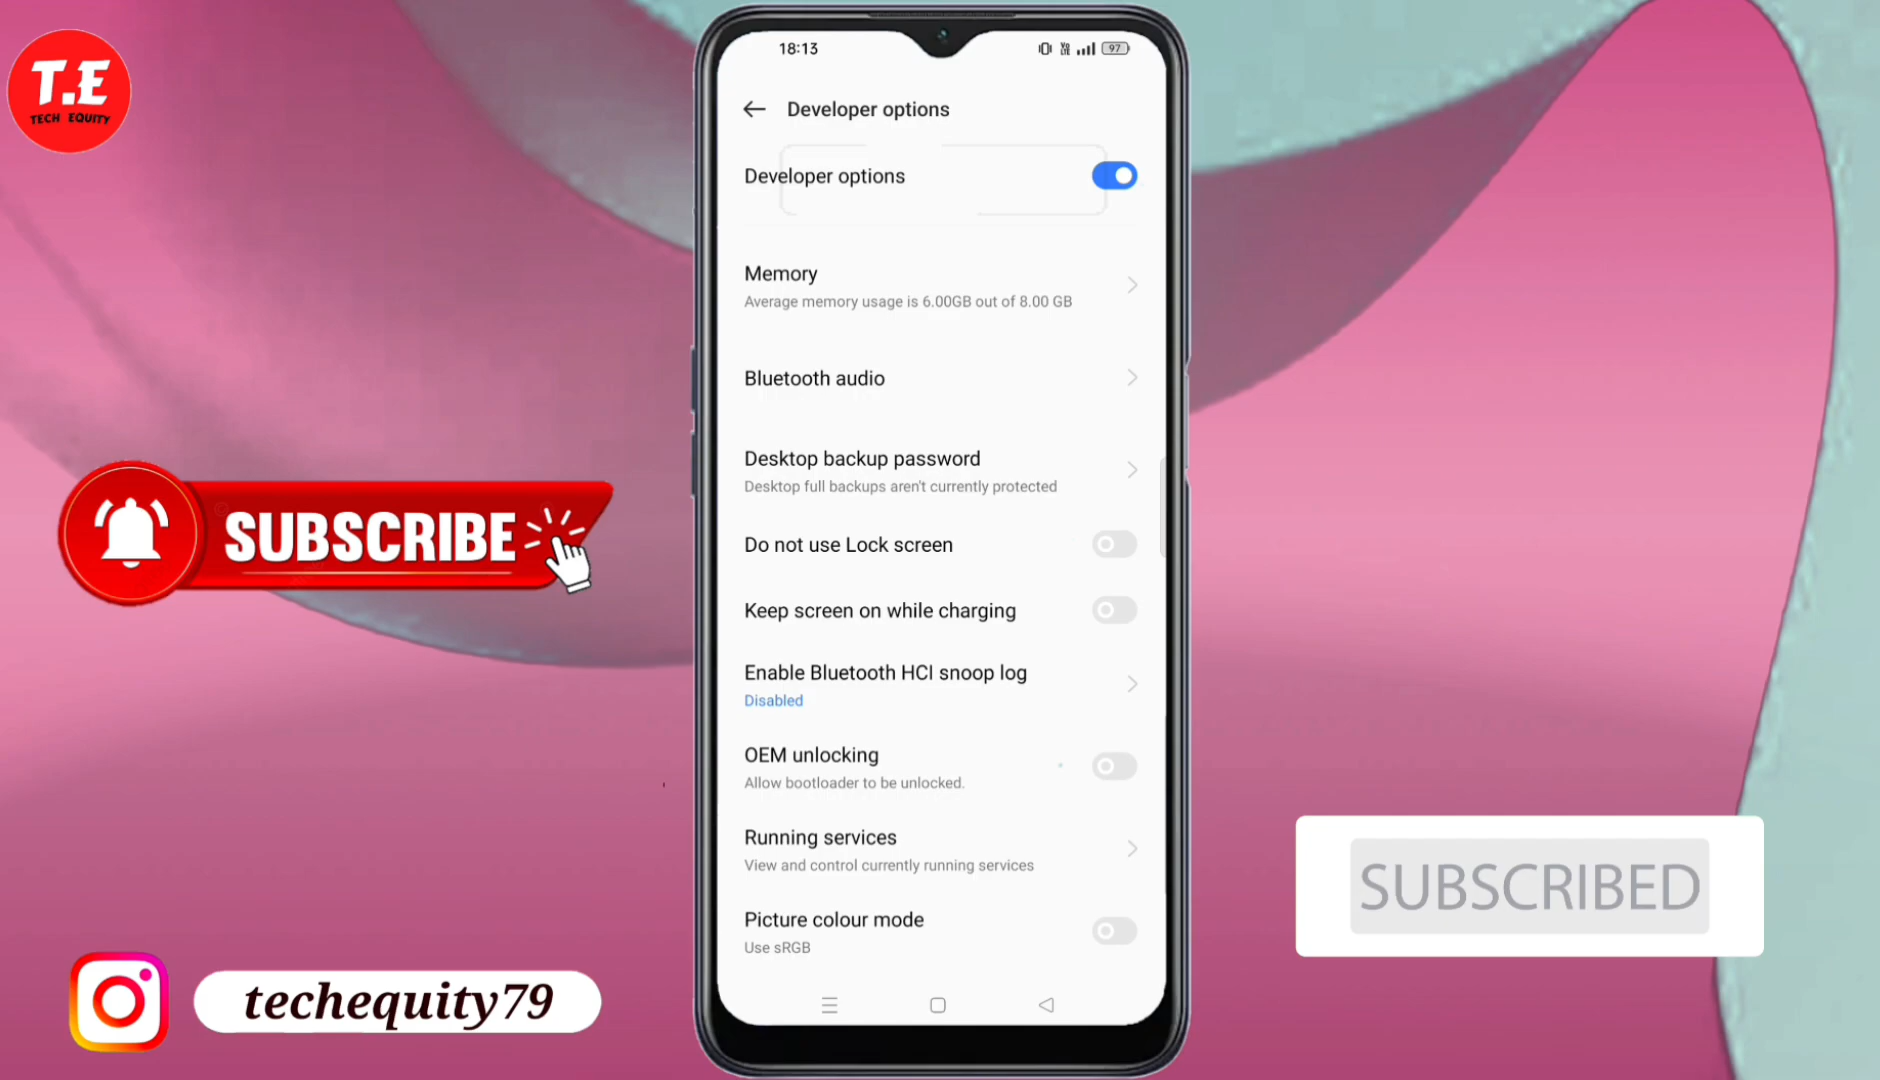 T.E
TECH EQUITY
18:13
Vo
LTE
97
Developer options
Developer options
Memory
Average memory usage is 6.00GB out of 8.00 GB
Bluetooth audio
Desktop backup password
Desktop full backups aren't currently protected
Do not use Lock screen
Keep screen on while charging
Enable Bluetooth HCI snoop log
Disabled
OEM unlocking
Allow bootloader to be unlocked.
Running services
View and control currently running services
Picture colour mode
Use sRGB
SUBSCRIBE
SUBSCRIBED
techequity79